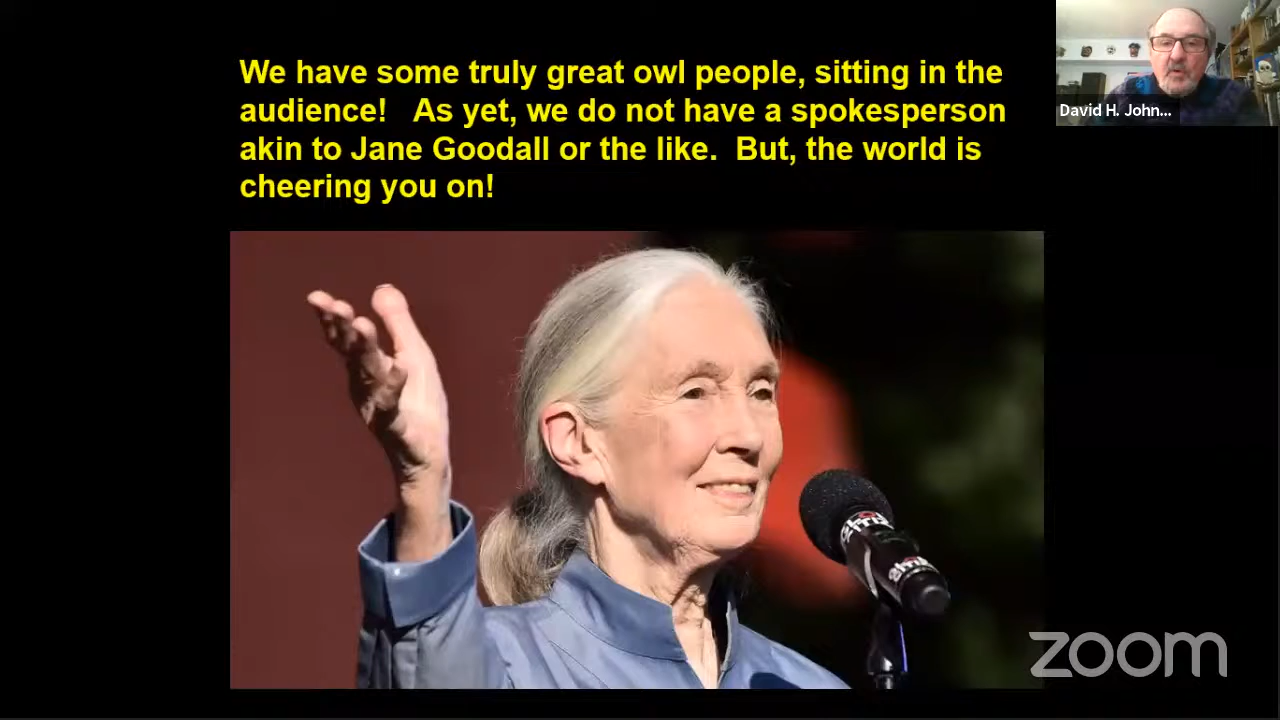 We have some truly great owl people, sitting in the
audience!   As yet, we do not have a spokesperson
akin to Jane Goodall or the like.  But, the world is
cheering you on!
David H. John...
zoom